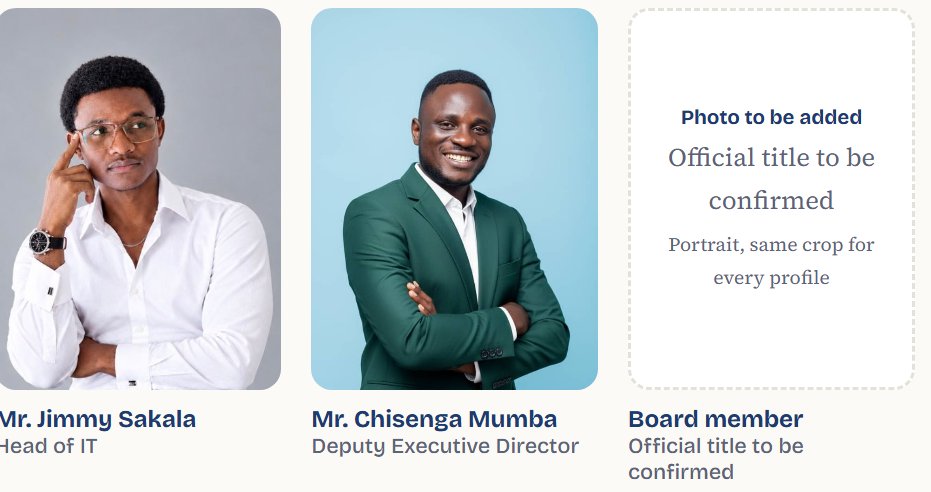 Photo to be added
Official title to be
confirmed
Portrait, same crop for
every profile
Mr. Jimmy Sakala
Head of IT
Mr. Chisenga Mumba
Deputy Executive Director
Board member
Official title to be
confirmed